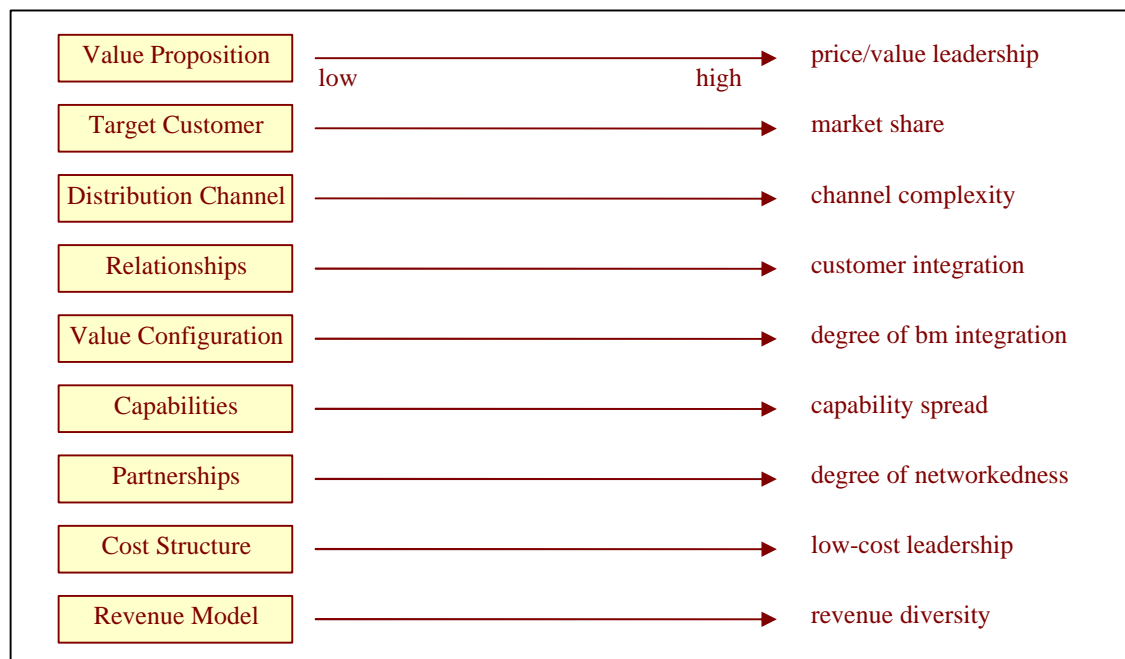 Value Proposition
price/value leadership
low
high
Target Customer
market share
Distribution Channel
channel complexity
Relationships
customer integration
Value Configuration
degree of bm integration
Capabilities
capability spread
Partnerships
degree of networkedness
Cost Structure
low-cost leadership
Revenue Model
revenue diversity